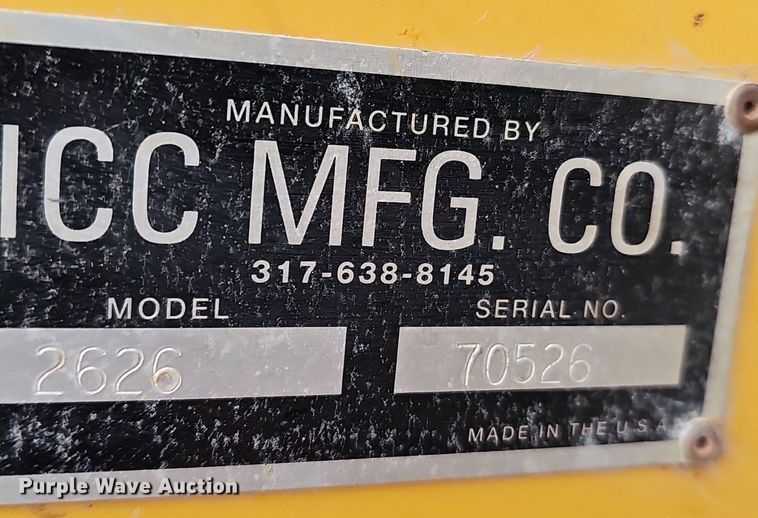 MANUFACTURED BY
ICC MFG. CO.
317-638-8145
MODEL SERIAL NO.
2626 70526
MADE IN THE U S A
Purple Wave Auction